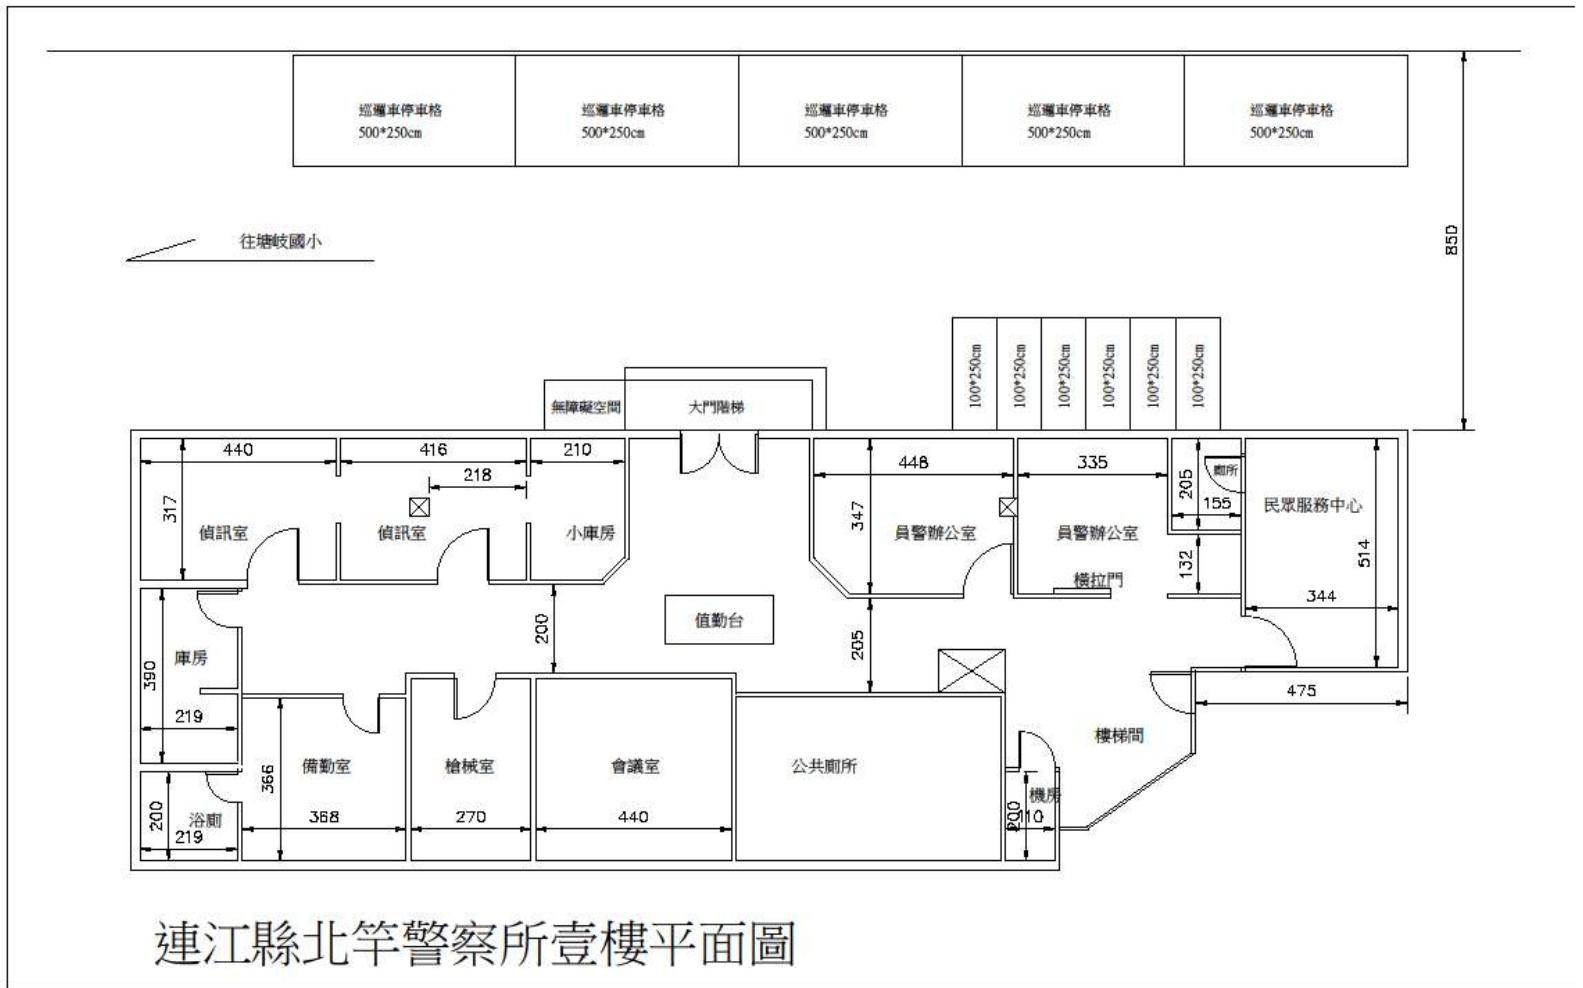 巡邏車停車格
500*250cm
巡邏車停車格
500*250cm
巡邏車停車格
500*250cm
巡邏車停車格
500*250cm
巡邏車停車格
500*250cm
850
往塘岐國小
100*250cm
100*250cm
100*250cm
100*250cm
100*250cm
100*250cm
無障礙空間
大門階梯
440
416
210
448
335
218
317
347
205
廁所
155
偵訊室
偵訊室
小庫房
員警辦公室
員警辦公室
民眾服務中心
514
132
橫拉門
344
200
值勤台
205
庫房
390
219
475
樓梯間
366
備勤室
槍械室
會議室
公共廁所
機房
200
浴廁
219
368
270
440
200
110
連江縣北竿警察所壹樓平面圖